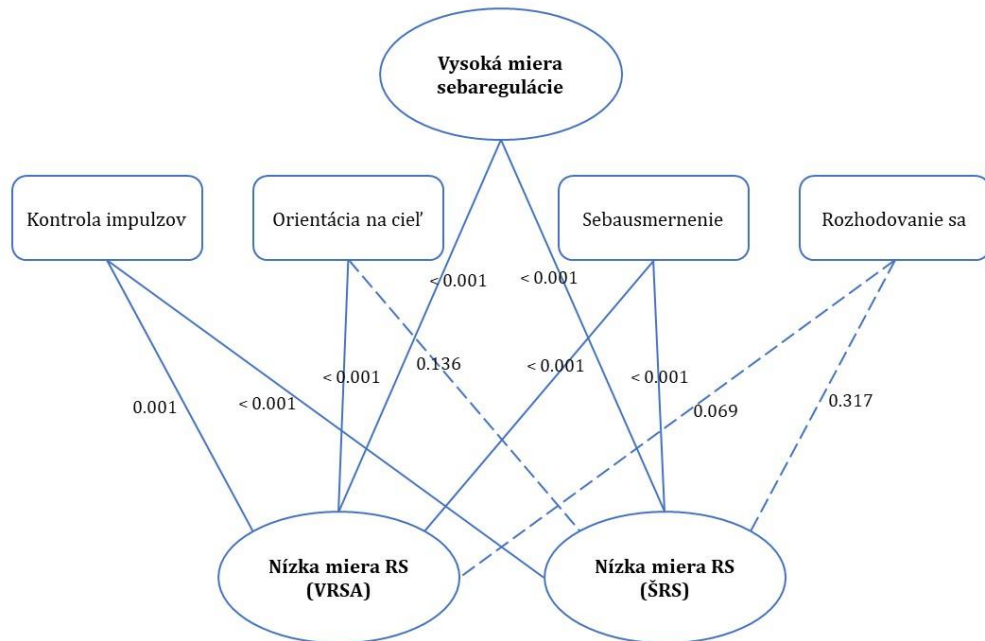 Vysoká miera
sebaregulácie
Kontrola impulzov
Orientácia na cieľ
Sebausmernenie
Rozhodovanie sa
< 0.001
< 0.001
0.136
< 0.001
< 0.001
< 0.001
0.001
< 0.001
0.069
0.317
Nízka miera RS
(VRSA)
Nízka miera RS
(ŠRS)